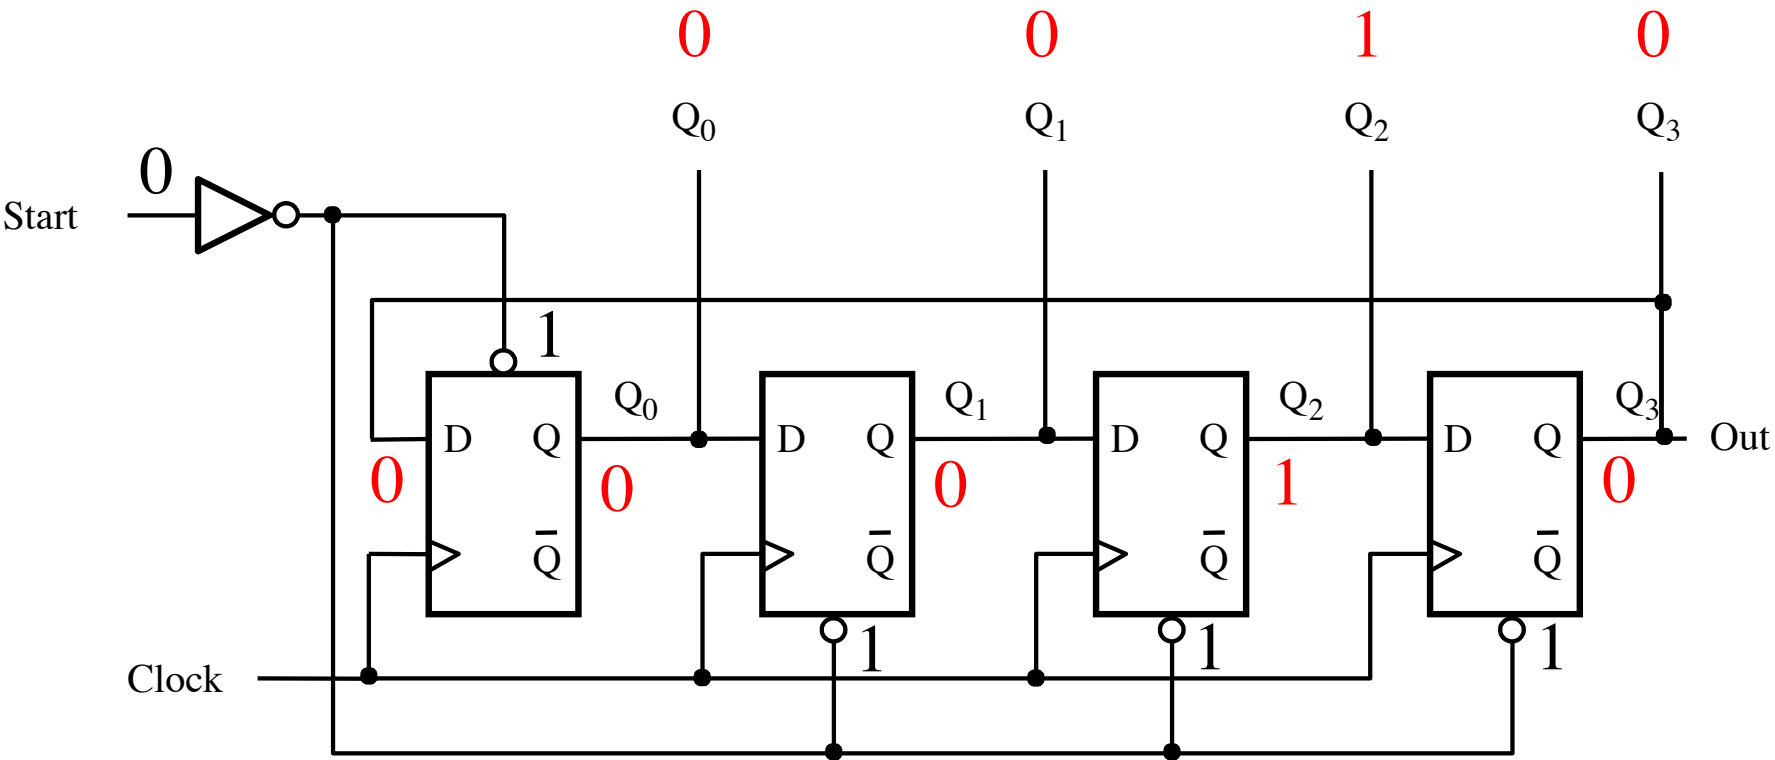 0 0 1 0
Q0 Q1 Q2 Q3
0
Start
1
Q0 Q1 Q2 Q3
D Q D Q D Q D Q Out
0 0 0 1 0
Q̅ Q̅ Q̅ Q̅
1 1 1
Clock